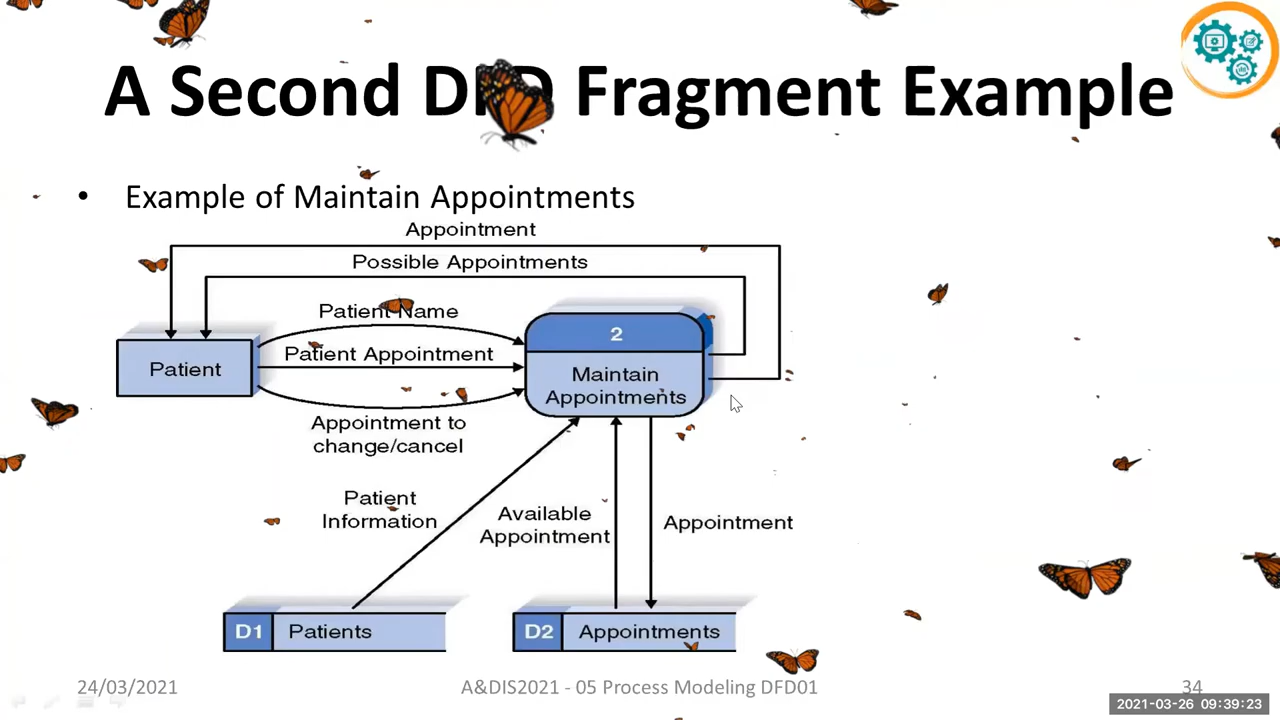 A Second DFD Fragment Example
• Example of Maintain Appointments
Appointment
Possible Appointments
Patient Name
Patient Appointment
2
Patient
Maintain
Appointments
Appointment to
change/cancel
Patient
Information
Available
Appointment
Appointment
D1 Patients
D2 Appointments
24/03/2021
A&DIS2021 - 05 Process Modeling DFD01
34
2021-03-26 09:39:23